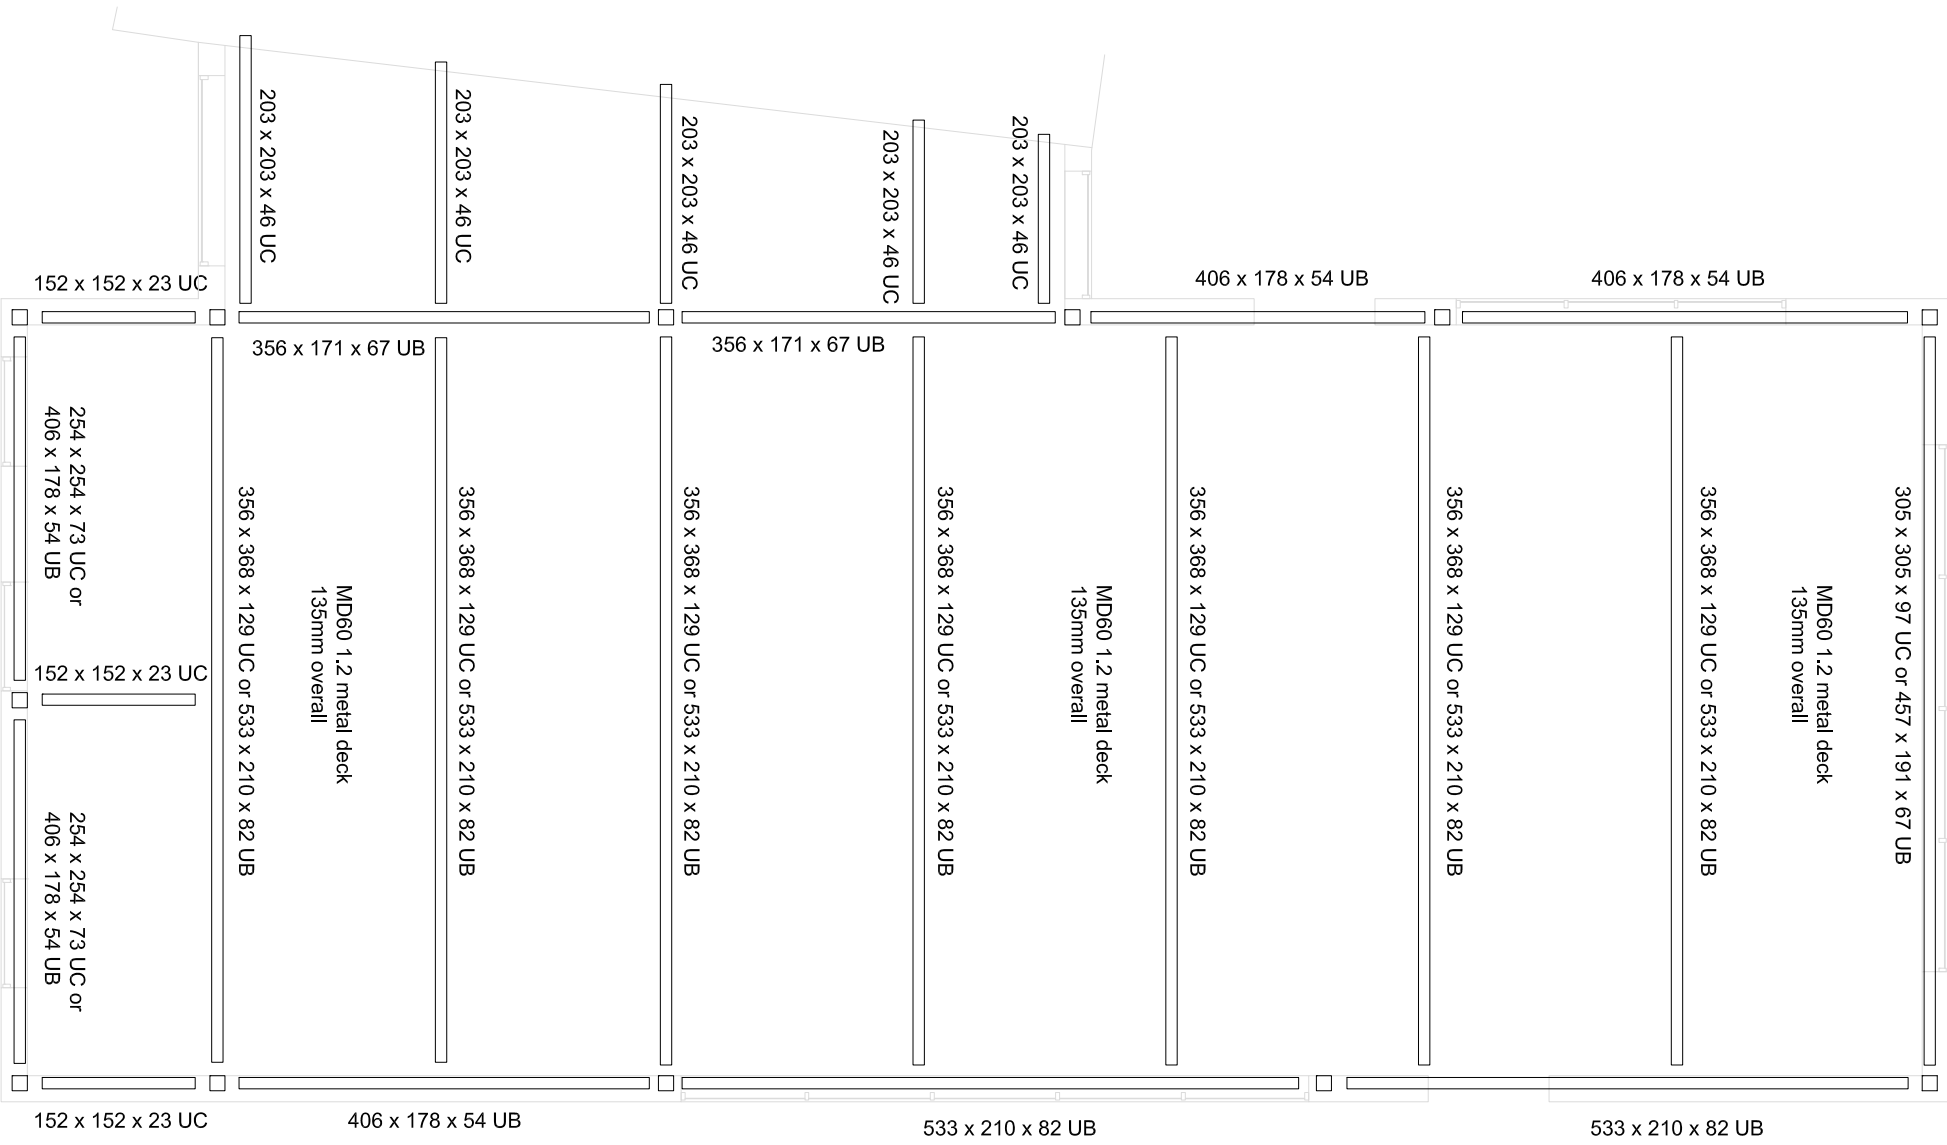 203 x 203 x 46 UC
203 x 203 x 46 UC
203 x 203 x 46 UC
203 x 203 x 46 UC
203 x 203 x 46 UC
152 x 152 x 23 UC
406 x 178 x 54 UB
406 x 178 x 54 UB
356 x 171 x 67 UB
356 x 171 x 67 UB
254 x 254 x 73 UC or
406 x 178 x 54 UB
356 x 368 x 129 UC or 533 x 210 x 82 UB
MD60 1.2 metal deck
135mm overall
356 x 368 x 129 UC or 533 x 210 x 82 UB
356 x 368 x 129 UC or 533 x 210 x 82 UB
356 x 368 x 129 UC or 533 x 210 x 82 UB
MD60 1.2 metal deck
135mm overall
356 x 368 x 129 UC or 533 x 210 x 82 UB
356 x 368 x 129 UC or 533 x 210 x 82 UB
356 x 368 x 129 UC or 533 x 210 x 82 UB
MD60 1.2 metal deck
135mm overall
305 x 305 x 97 UC or 457 x 191 x 67 UB
152 x 152 x 23 UC
254 x 254 x 73 UC or
406 x 178 x 54 UB
152 x 152 x 23 UC
406 x 178 x 54 UB
533 x 210 x 82 UB
533 x 210 x 82 UB